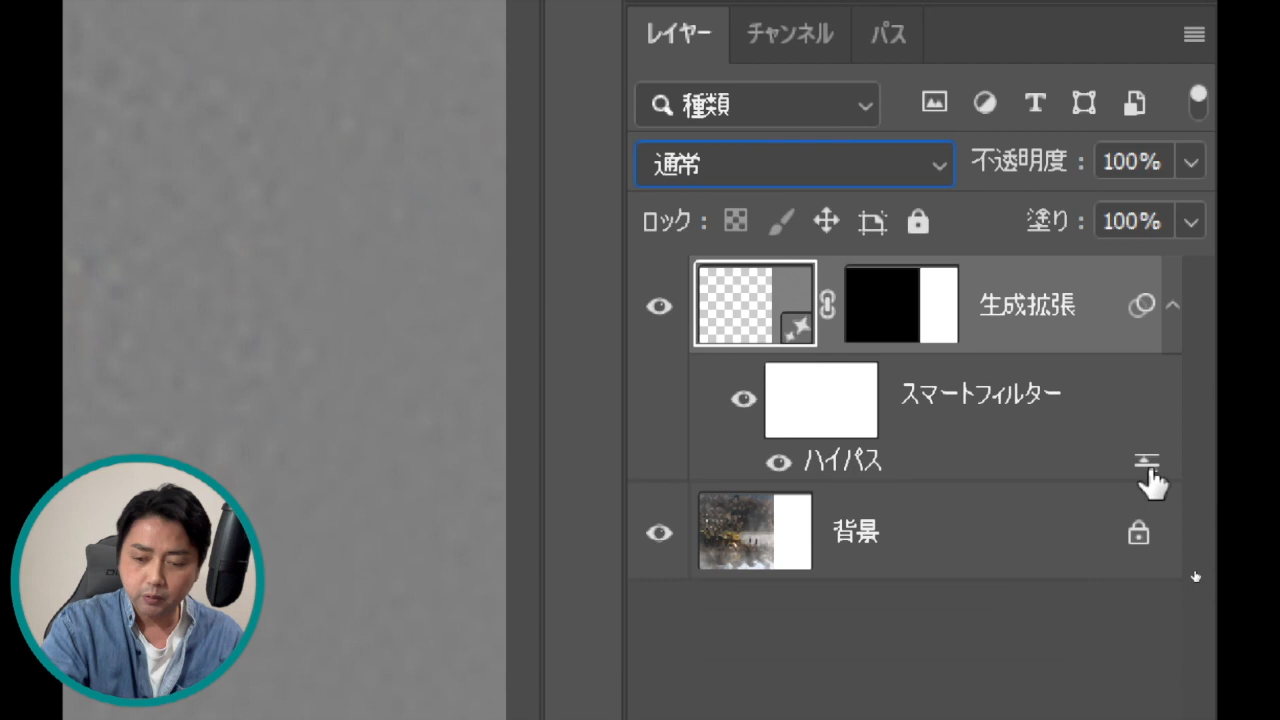 レイヤー チャンネル パス
種類
通常 不透明度： 100%
ロック： 塗り： 100%
生成拡張
スマートフィルター
ハイパス
背景